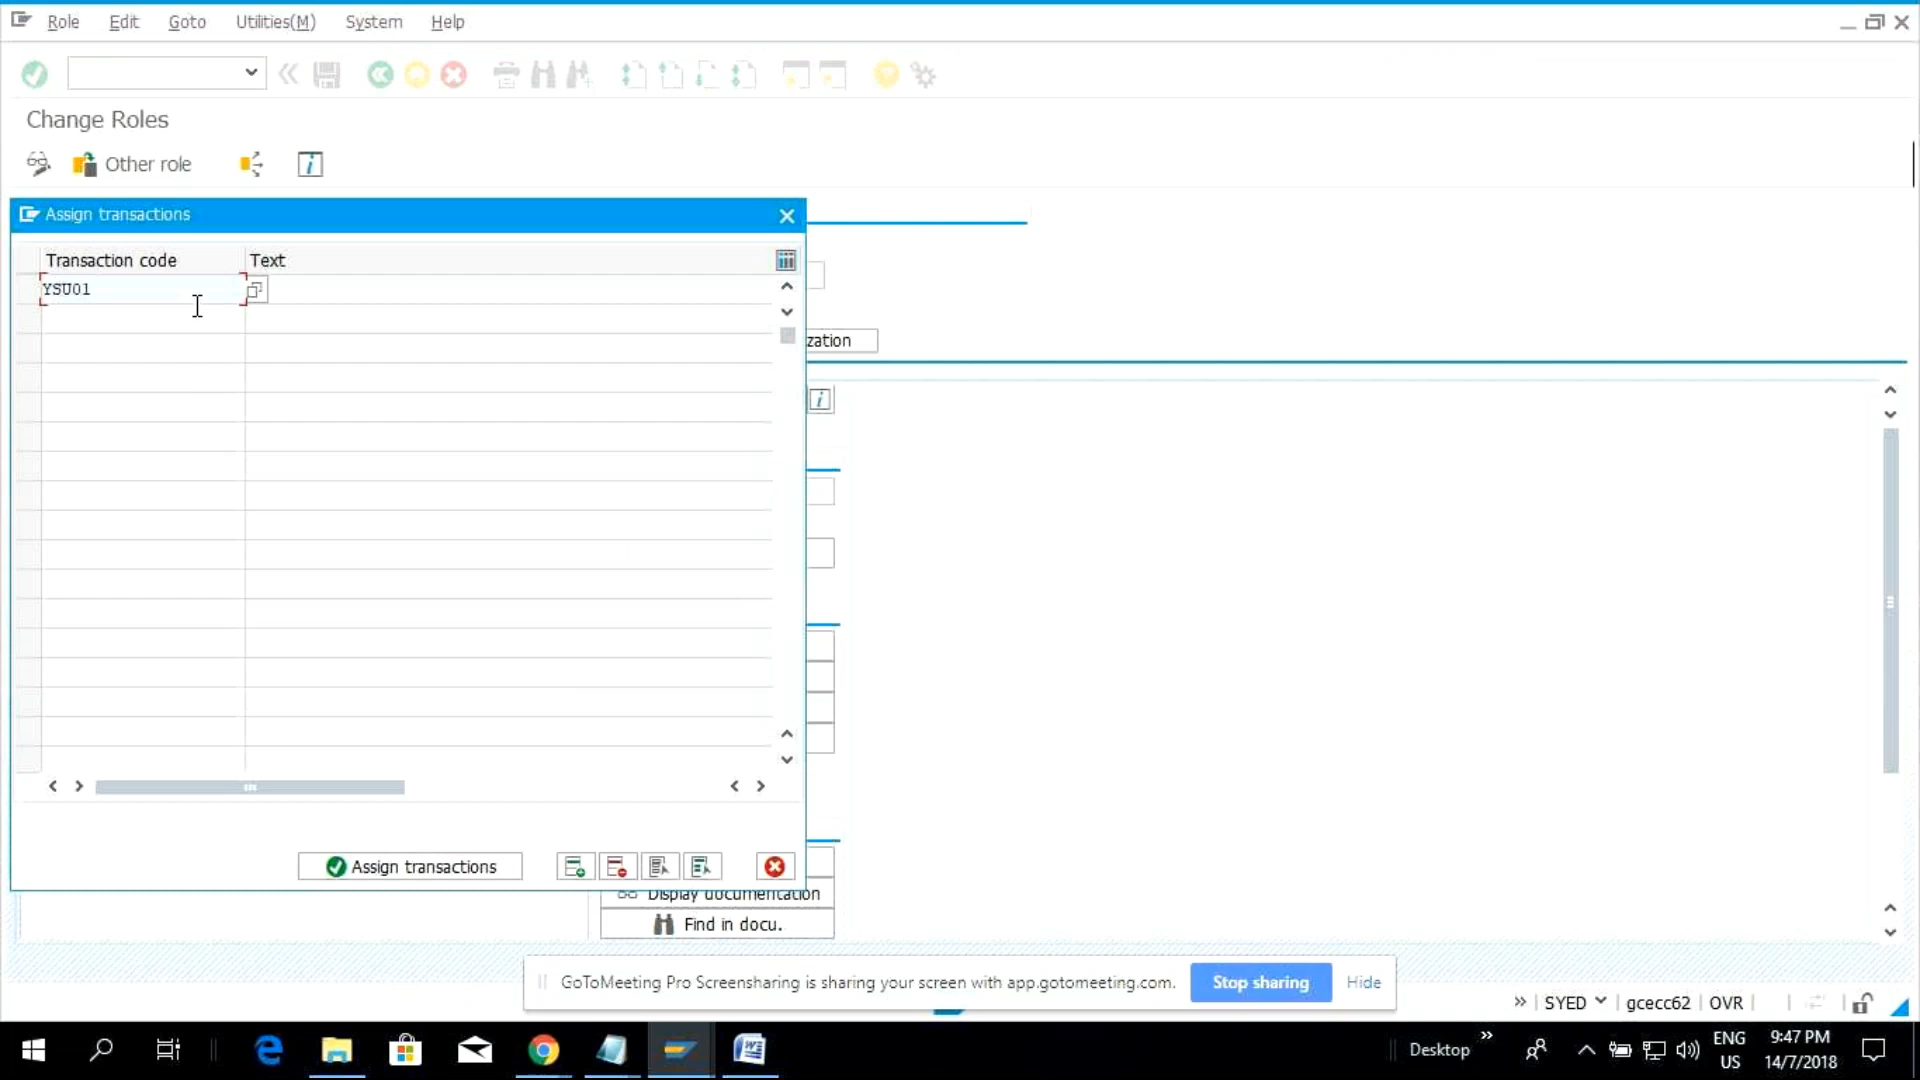 Role Edit Goto Utilities(M) System Help
Change Roles
Other role
Assign transactions
Transaction code Text
YSU01
zation
Assign transactions
Display documentation
Find in docu.
GoToMeeting Pro Screensharing is sharing your screen with app.gotomeeting.com. Stop sharing Hide
SYED gcecc62 OVR
Desktop
ENG
US
9:47 PM
14/7/2018